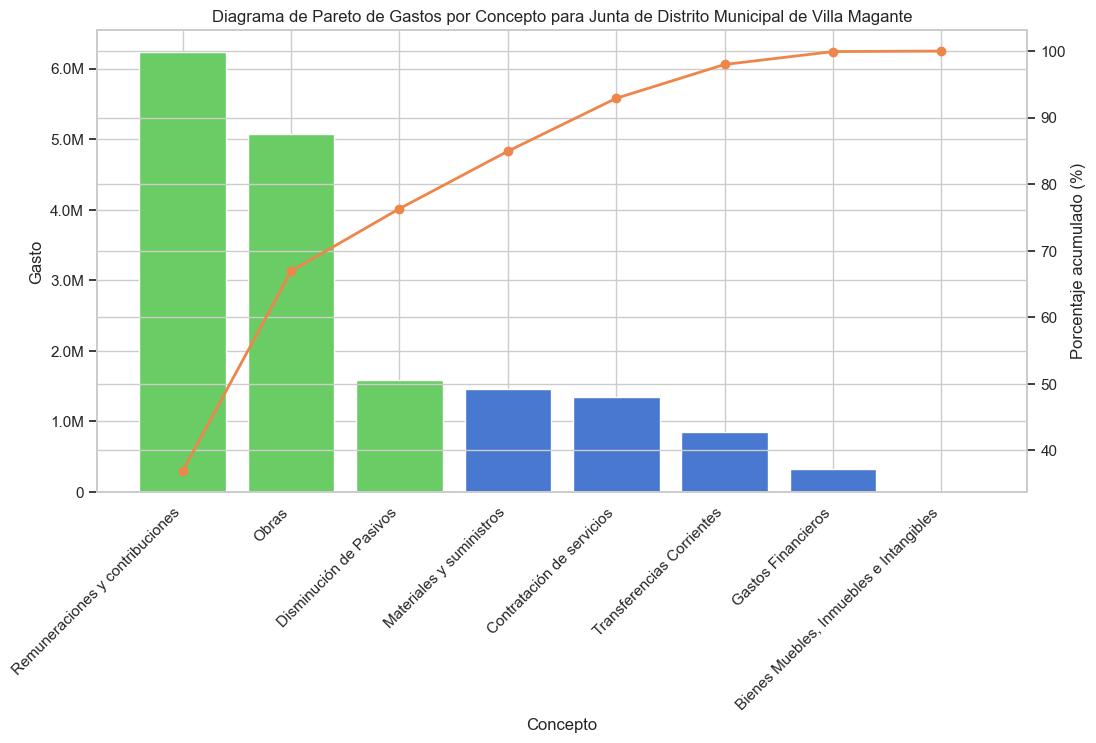 Diagrama de Pareto de Gastos por Concepto para Junta de Distrito Municipal de Villa Magante
Gasto
6.0M
5.0M
4.0M
3.0M
2.0M
1.0M
0
100
90
80
70
60
50
40
Porcentaje acumulado (%)
Remuneraciones y contribuciones
Obras
Disminución de Pasivos
Materiales y suministros
Contratación de servicios
Transferencias Corrientes
Gastos Financieros
Bienes Muebles, Inmuebles e Intangibles
Concepto